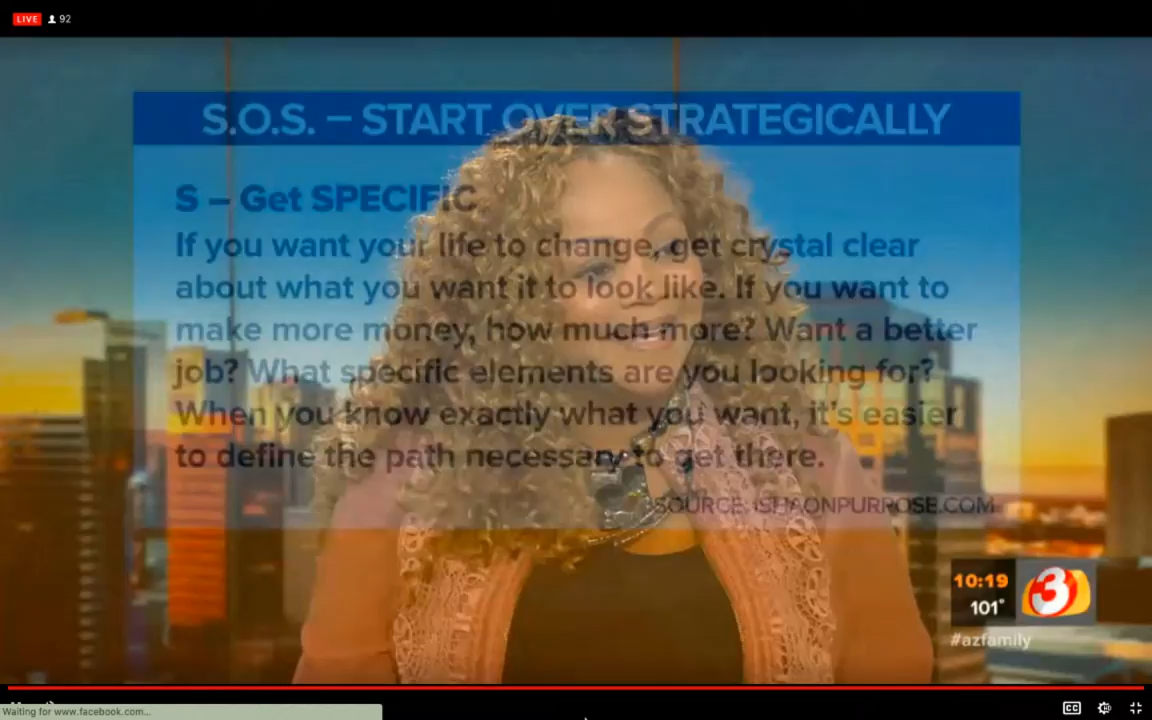 LIVE 92
S.O.S. – START OVER STRATEGICALLY
S – Get SPECIFIC
If you want your life to change, get crystal clear
about what you want it to look like. If you want to
make more money, how much more? Want a better
job? What specific elements are you looking for?
When you know exactly what you want, it's easier
to define the path necessary to get there.
SOURCE: ISHAONPURPOSE.COM
10:19
101°
3
#azfamily
Waiting for www.facebook.com...
CC